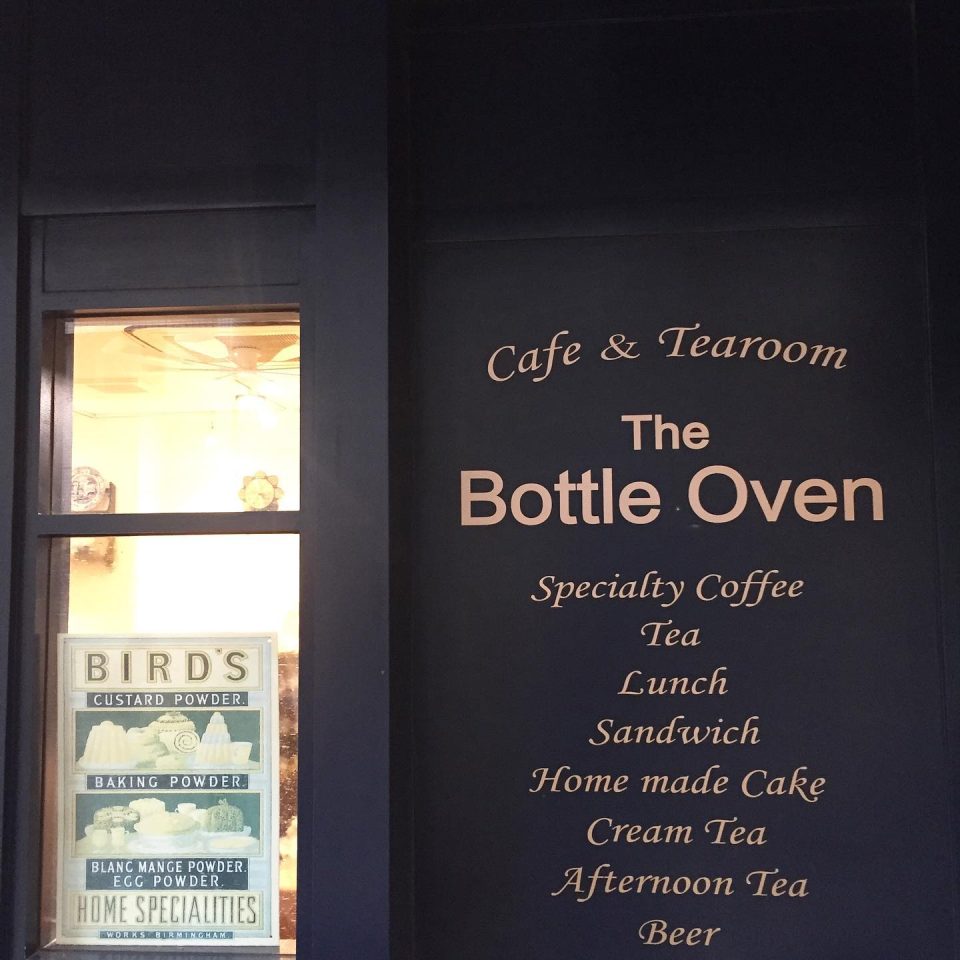 Cafe & Tearoom
The
Bottle Oven
Specialty Coffee
Tea
Lunch
Sandwich
Home made Cake
Cream Tea
Afternoon Tea
Beer
BIRD'S
CUSTARD POWDER.
BAKING POWDER.
BLANC MANGE POWDER.
EGG POWDER.
HOME SPECIALITIES
WORKS: BIRMINGHAM.